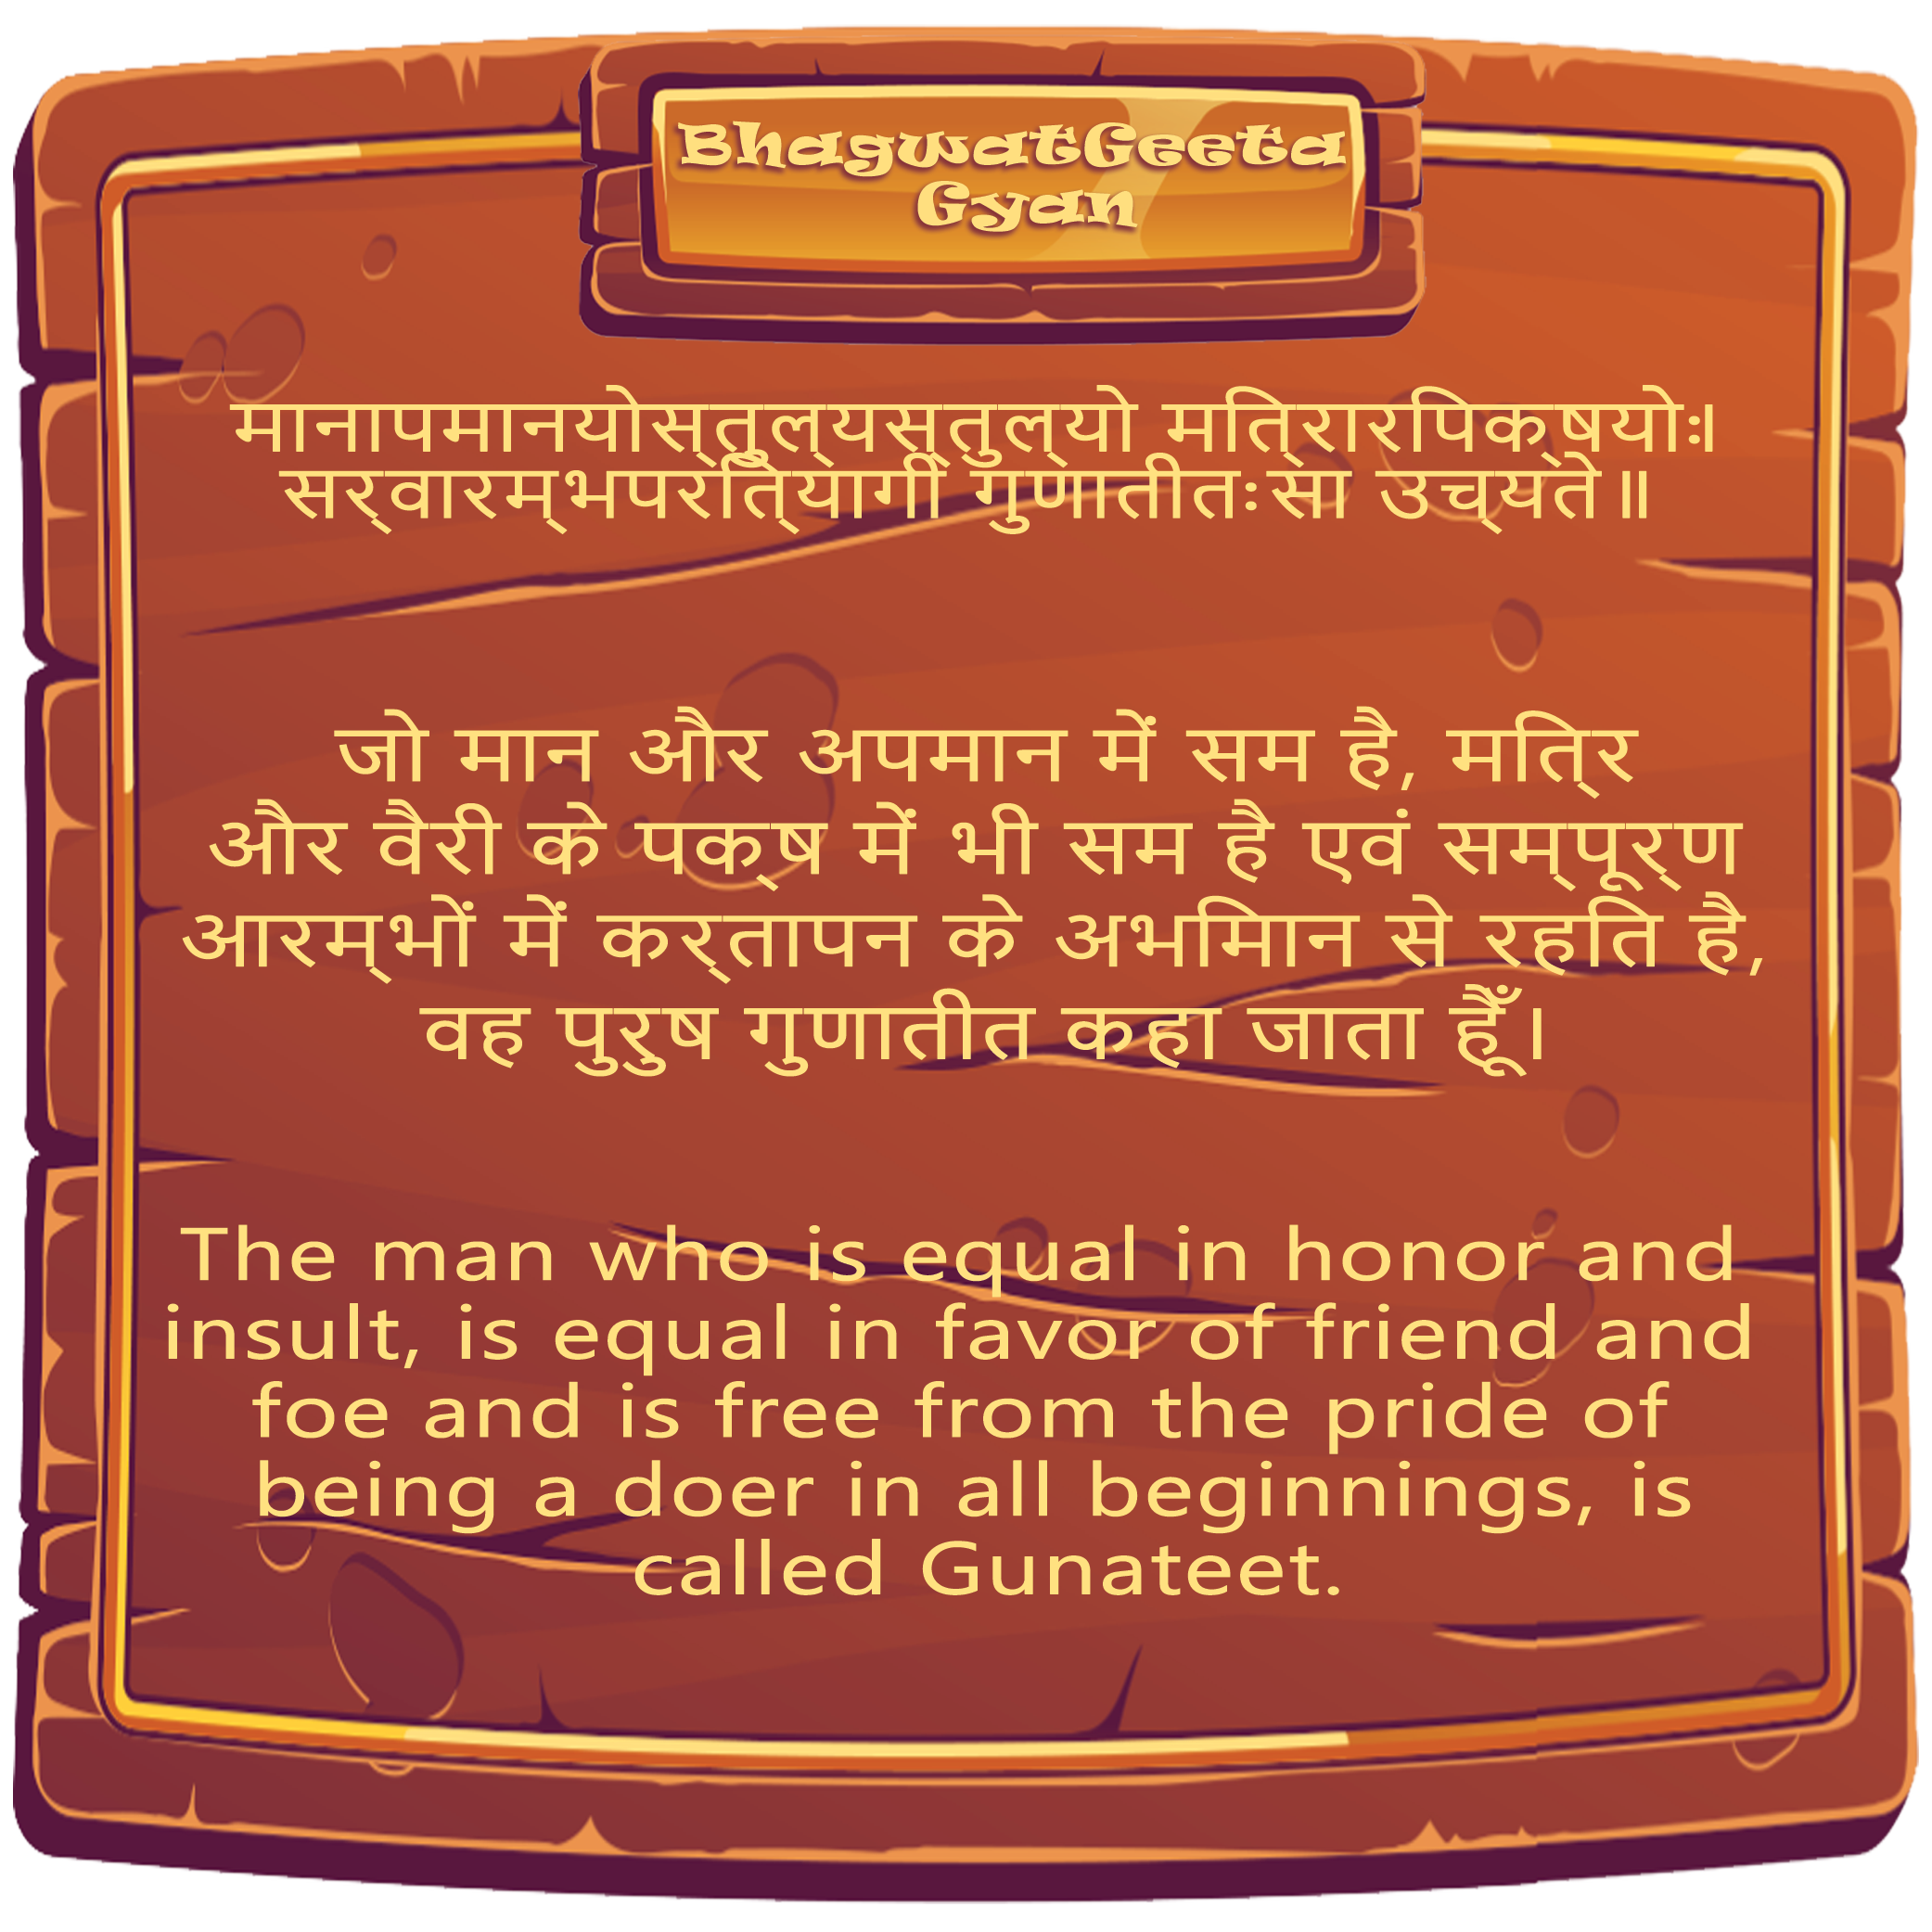 BhagwatGeeta
Gyan
मानापमानयोस्तुल्यस्तुल्यो मित्रारिपक्षयोः।
सर्वारम्भपरित्यागी गुणातीतःसा उच्यते॥
जो मान और अपमान में सम है, मित्र
और वैरी के पक्ष में भी सम है एवं सम्पूर्ण
आरम्भों में कर्तापन के अभिमान से रहित है,
वह पुरुष गुणातीत कहा जाता हैूँ।
The man who is equal in honor and
insult, is equal in favor of friend and
foe and is free from the pride of
being a doer in all beginnings, is
called Gunateet.